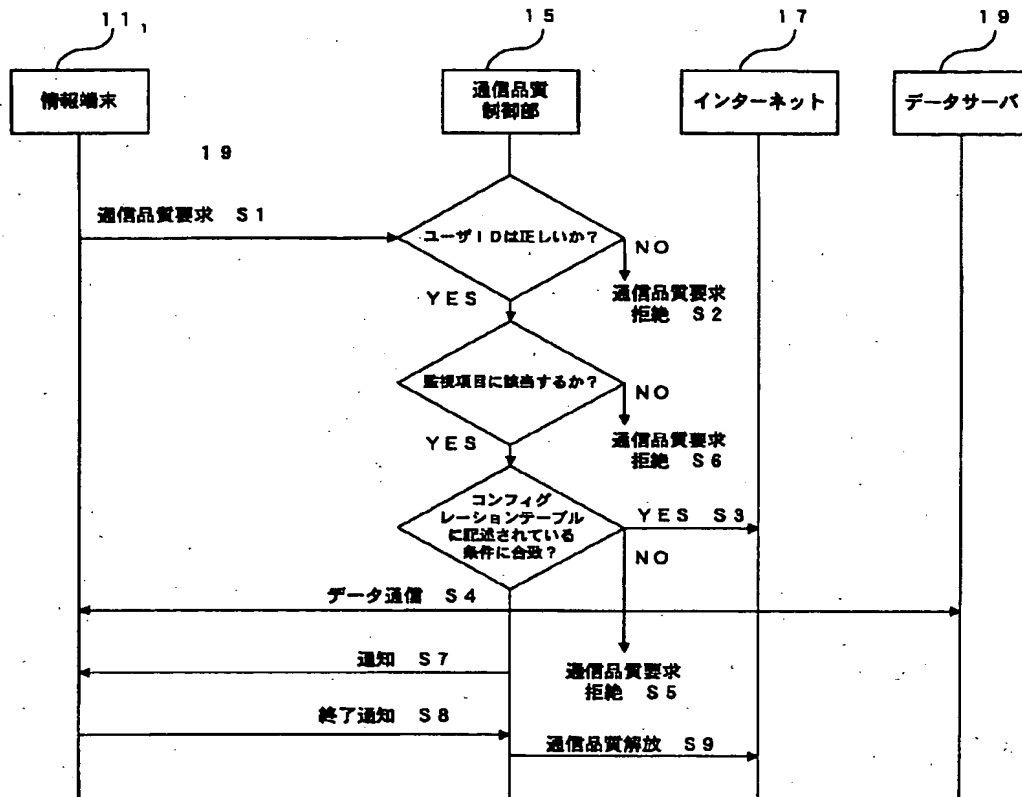 11,
15
17
19
情報端末
通信品質
制御部
インターネット
データサーバ
19
通信品質要求 S1
ユーザIDは正しいか?
NO
通信品質要求
拒絶 S2
YES
監視項目に該当するか?
NO
通信品質要求
拒絶 S6
YES
コンフィグ
レーションテーブル
に記述されている
条件に合致?
YES S3
NO
データ通信 S4
通知 S7
通信品質要求
拒絶 S5
終了通知 S8
通信品質解放 S9